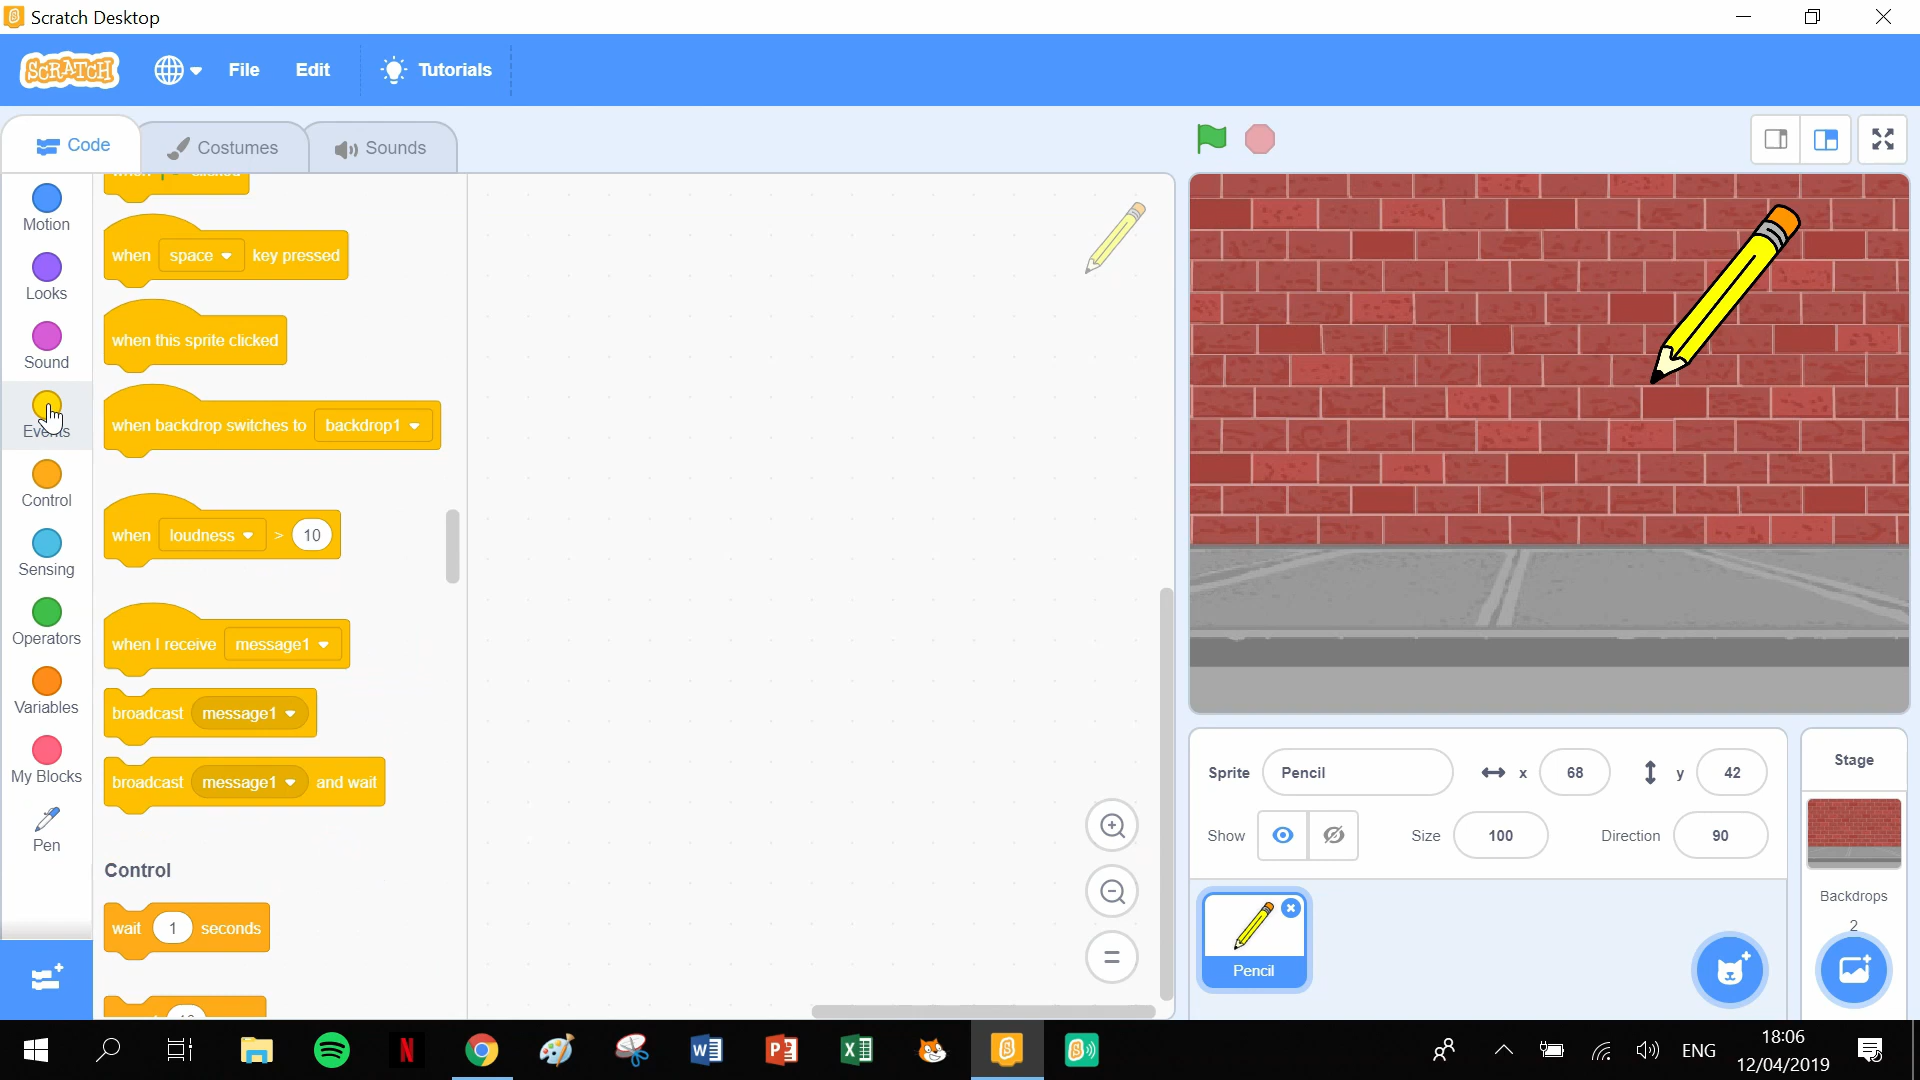 Scratch Desktop
SCRATCH File Edit Tutorials
Code Costumes Sounds
Motion
Looks
Sound
Events
Control
Sensing
Operators
Variables
My Blocks
Pen
when space key pressed
when this sprite clicked
when backdrop switches to backdrop1
when loudness > 10
when I receive message1
broadcast message1
broadcast message1 and wait
Control
wait 1 seconds
Sprite Pencil x 68 y 42
Show Size 100 Direction 90
Pencil
Stage
Backdrops
2
ENG
18:06
12/04/2019